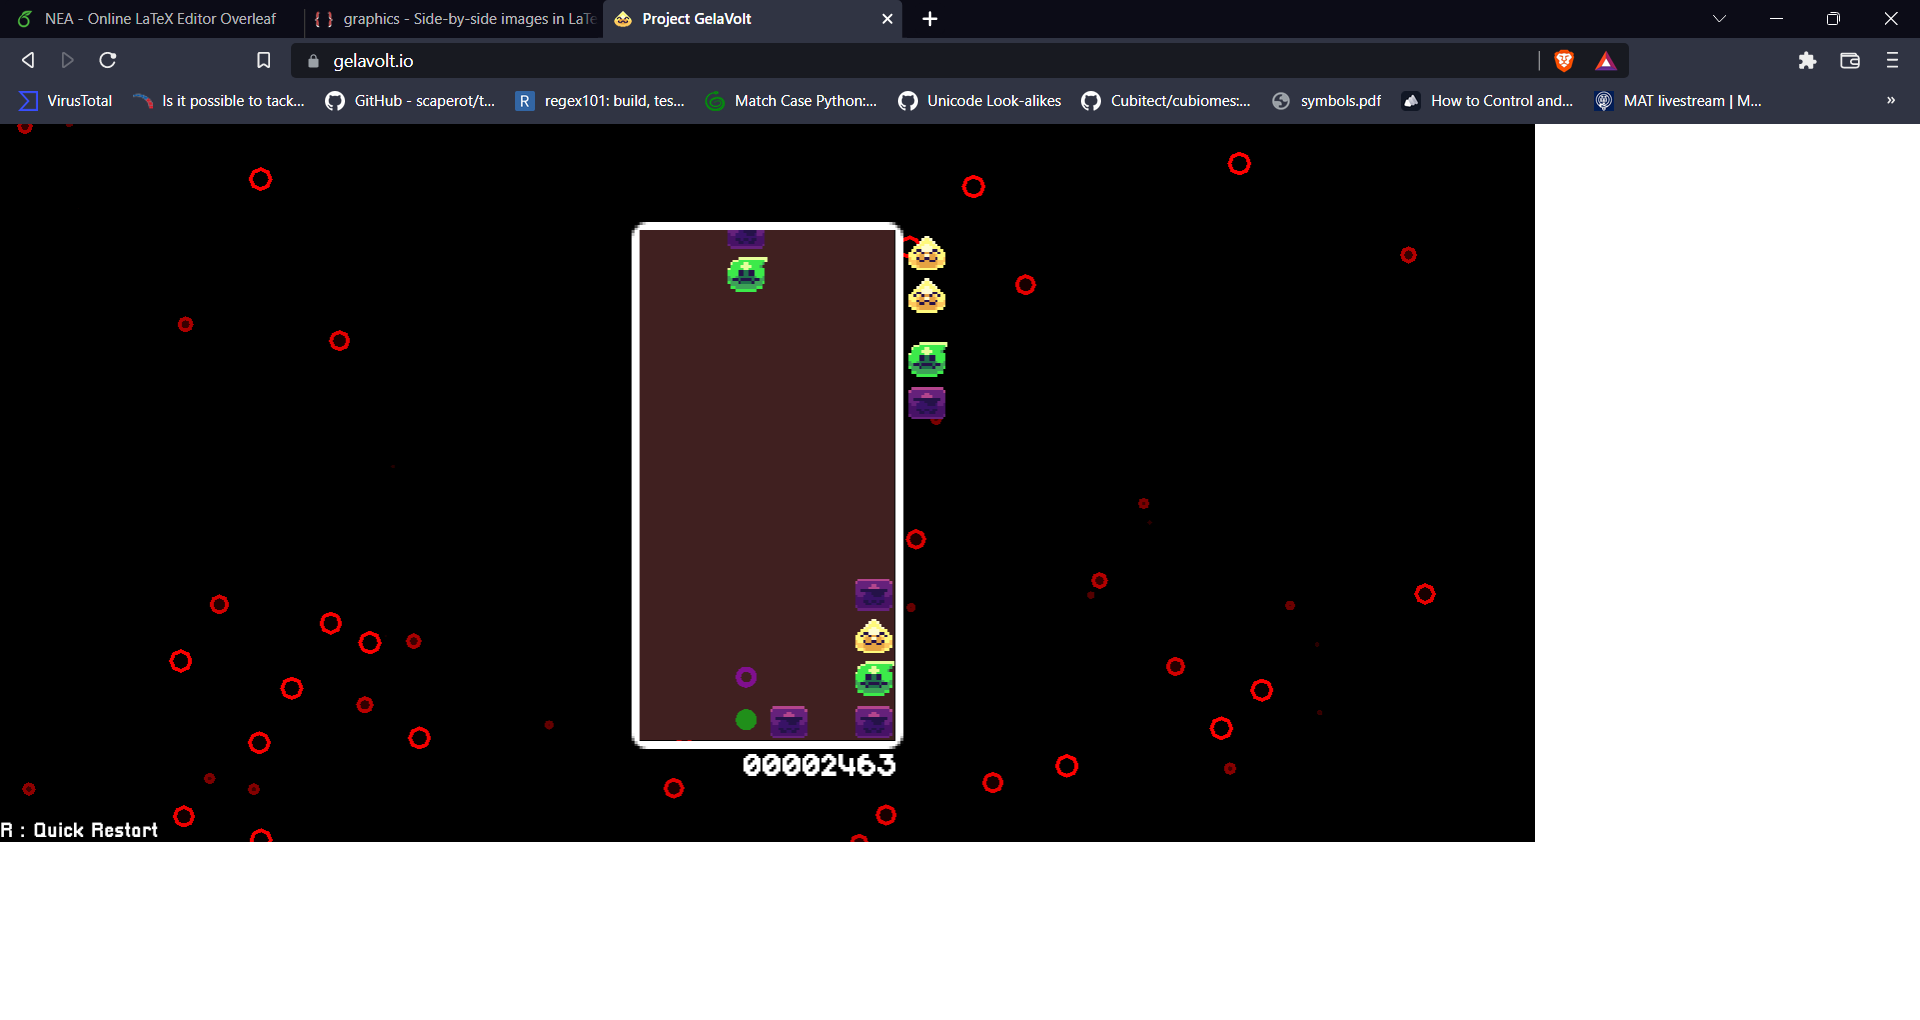 NEA - Online LaTeX Editor Overleaf
graphics - Side-by-side images in LaTe
Project GelaVolt
gelavolt.io
VirusTotal
Is it possible to tack...
GitHub - scaperot/t...
R
regex101: build, tes...
Match Case Python:...
Unicode Look-alikes
Cubitect/cubiomes:...
symbols.pdf
How to Control and...
MAT livestream | M...
»
00002463
R : Quick Restart